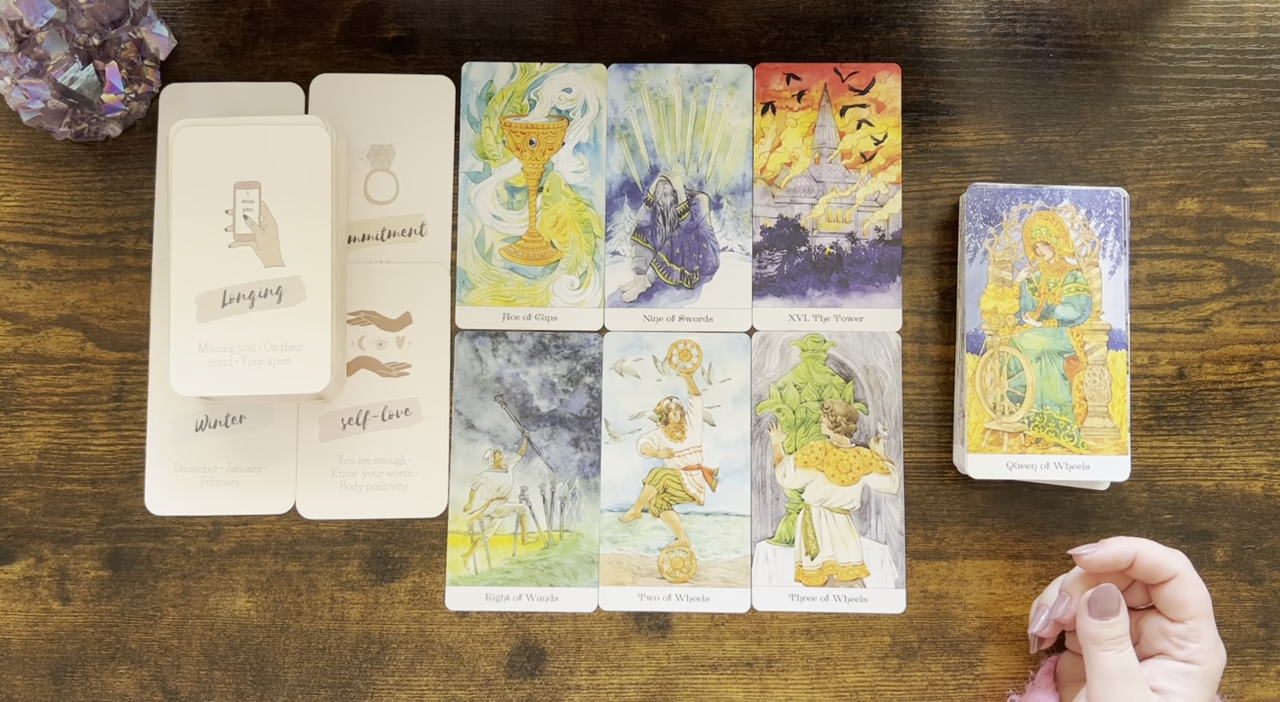 I
miss
you
Longing
Missing you • On their
mind • Time apart
mmitment
Winter
December • January •
February
self-love
You are enough •
Know your worth •
Body positivity
Ace of Cups
Nine of Swords
XVI. The Tower
Eight of Wands
Two of Wheels
Three of Wheels
Queen of Wheels